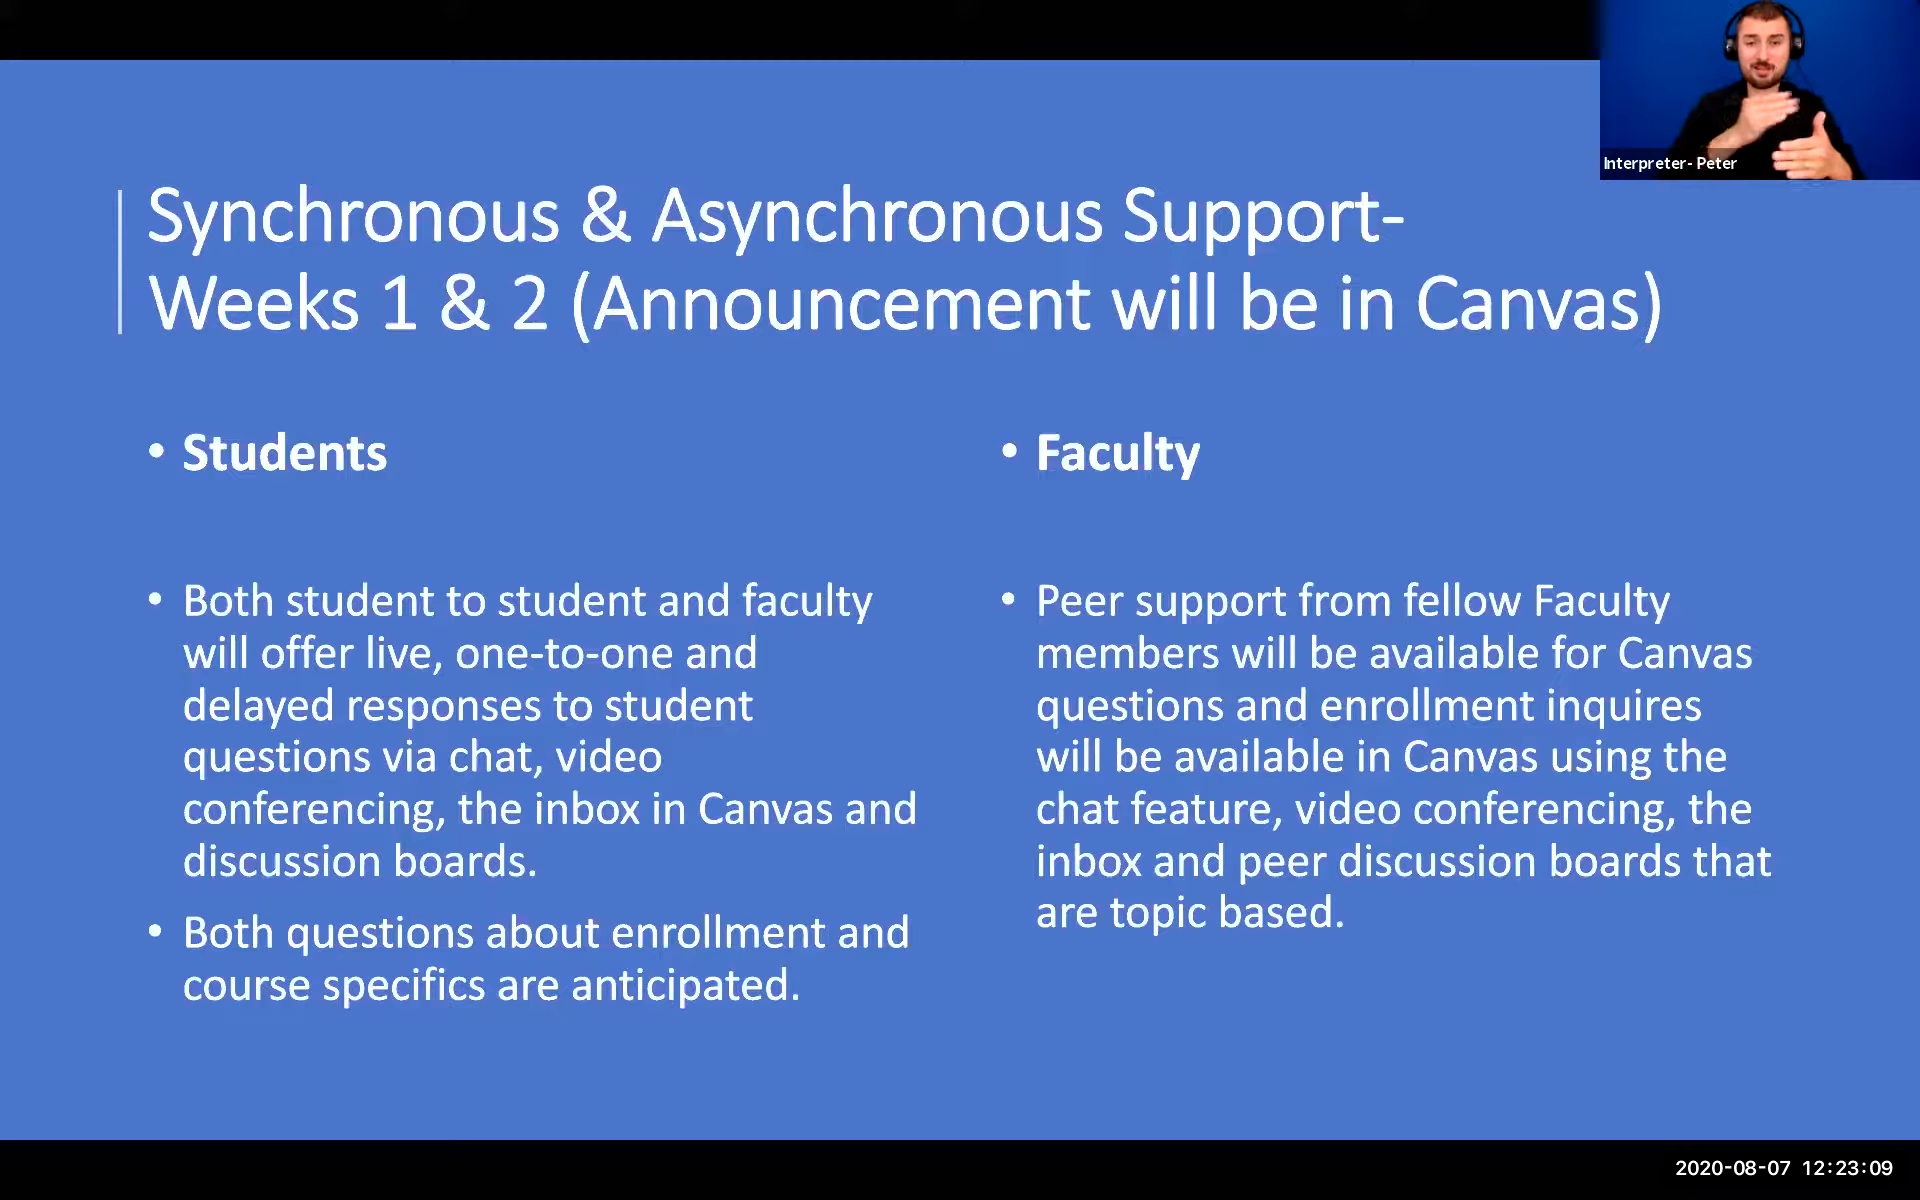 Interpreter- Peter
Synchronous & Asynchronous Support-
Weeks 1 & 2 (Announcement will be in Canvas)
• Students
• Both student to student and faculty
will offer live, one-to-one and
delayed responses to student
questions via chat, video
conferencing, the inbox in Canvas and
discussion boards.
• Both questions about enrollment and
course specifics are anticipated.
• Faculty
• Peer support from fellow Faculty
members will be available for Canvas
questions and enrollment inquires
will be available in Canvas using the
chat feature, video conferencing, the
inbox and peer discussion boards that
are topic based.
2020-08-07 12:23:09